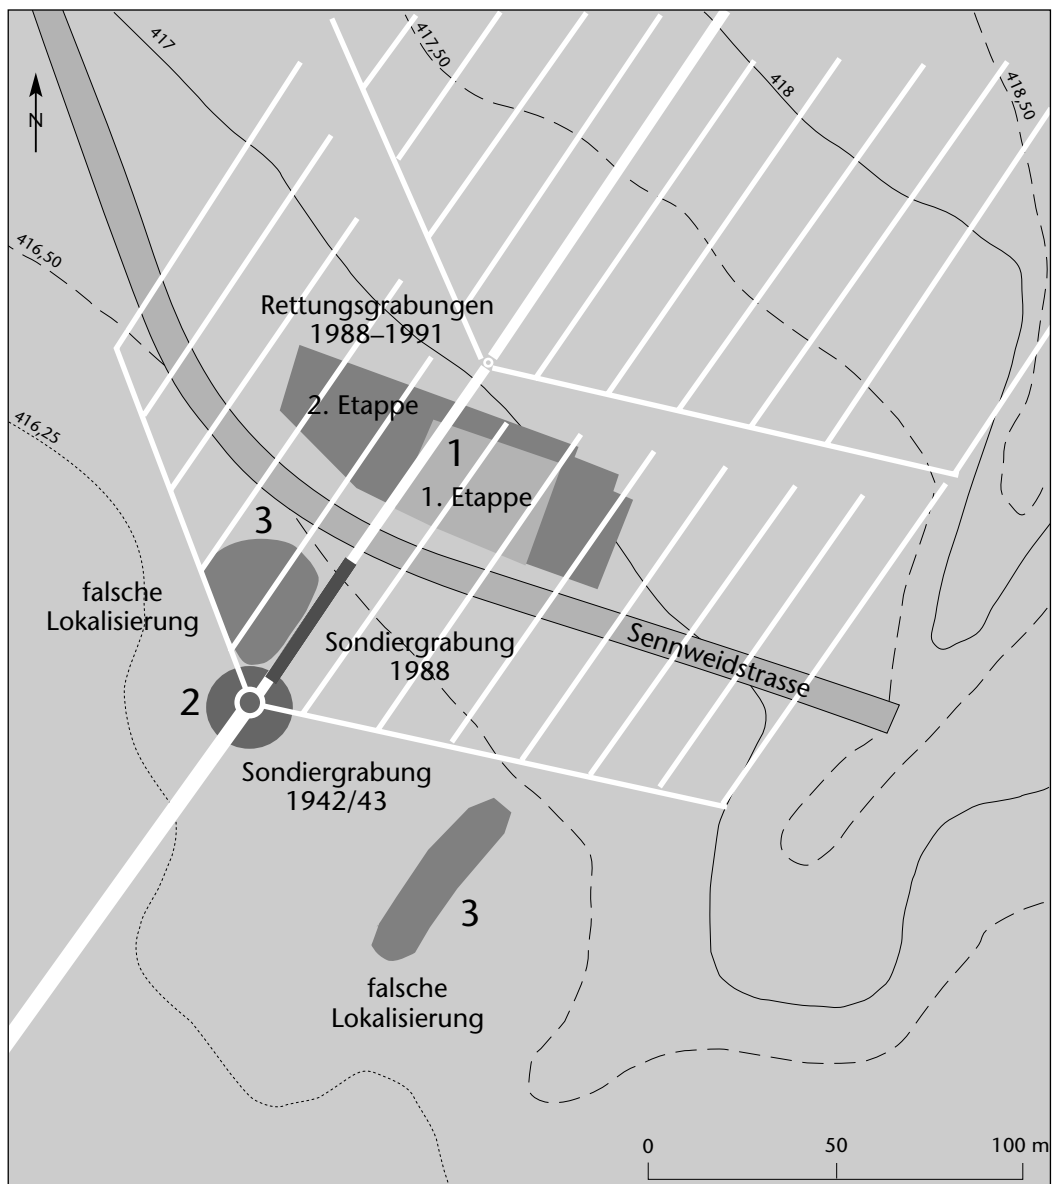 417
417,50
418
418,50
N
416,50
Rettungsgrabungen
1988–1991
2. Etappe
416,25
1
1. Etappe
3
falsche
Lokalisierung
Sondiergrabung
1988
Sennweidstrasse
2
Sondiergrabung
1942/43
3
falsche
Lokalisierung
0 50 100 m